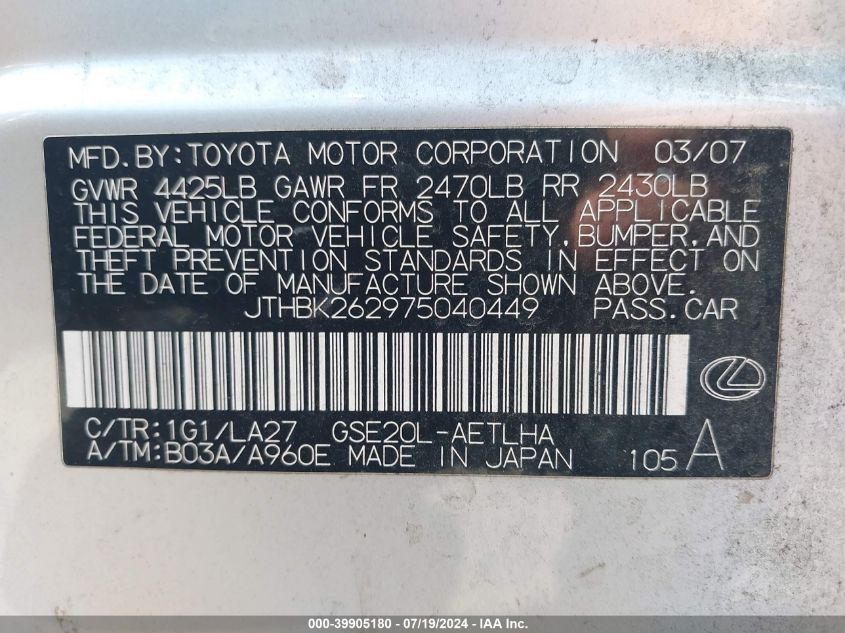 MFD. BY: TOYOTA MOTOR CORPORATION 03/07
GVWR 4425LB GAWR FR 2470LB RR 2430LB
THIS VEHICLE CONFORMS TO ALL APPLICABLE
FEDERAL MOTOR VEHICLE SAFETY, BUMPER, AND
THEFT PREVENTION STANDARDS IN EFFECT ON
THE DATE OF MANUFACTURE SHOWN ABOVE.
JTHBK262975040449 PASS. CAR
C/TR: 1G1/LA27 GSE20L-AETLHA
A/TM: B03A/A960E MADE IN JAPAN 105 A
000-39905180 - 07/19/2024 - IAA Inc.